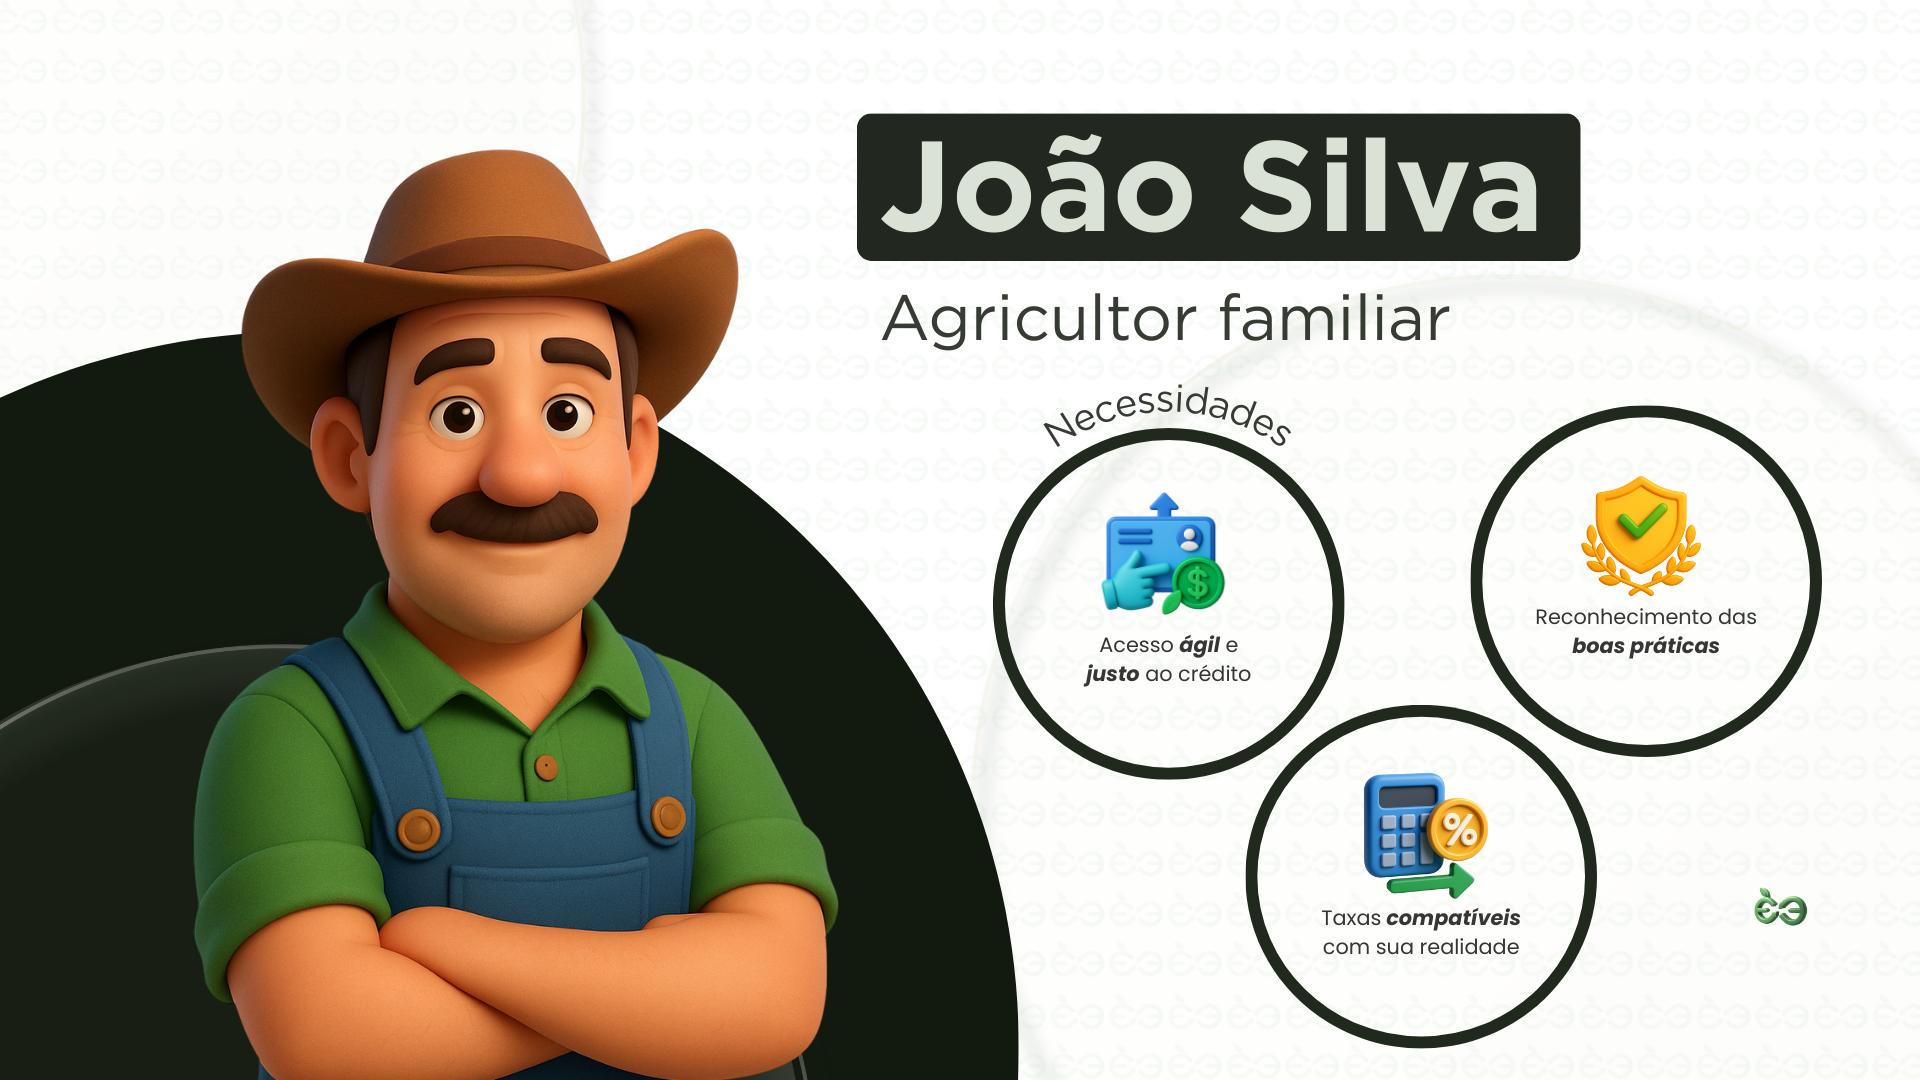 João Silva
Agricultor familiar
Necessidades
Acesso ágil e
justo ao crédito
Reconhecimento das
boas práticas
Taxas compatíveis
com sua realidade